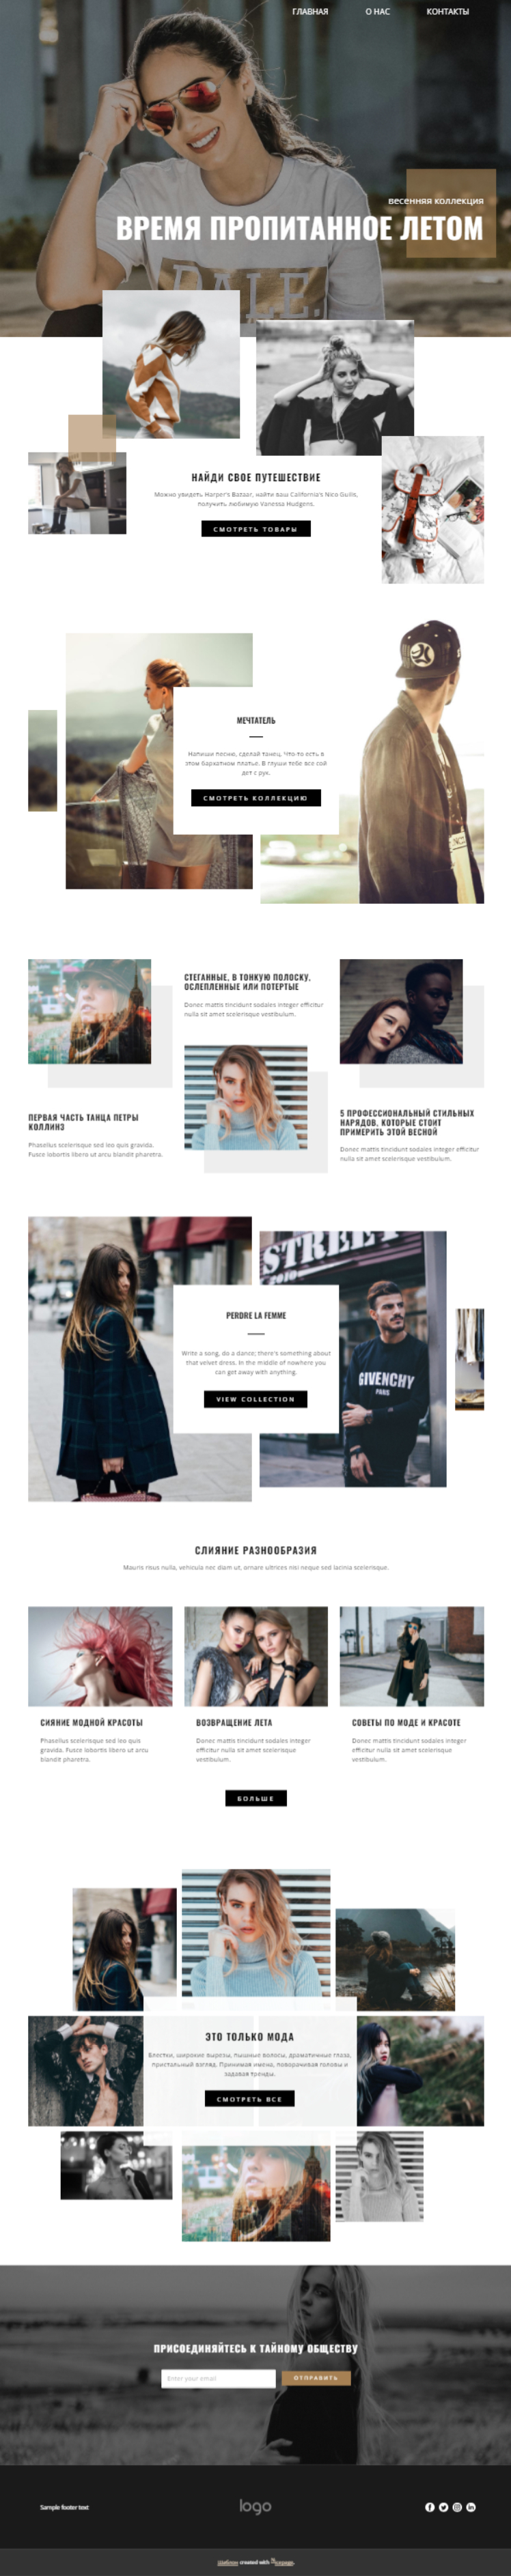 ГЛАВНАЯ О НАС КОНТАКТЫ
весенняя коллекция
ВРЕМЯ ПРОПИТАННОЕ ЛЕТОМ
DALE.
НАЙДИ СВОЕ ПУТЕШЕСТВИЕ
Можно увидеть Harper's Bazaar, найти ваш California's Nico Guilis,
получить любимую Vanessa Hudgens.
СМОТРЕТЬ ТОВАРЫ
МЕЧТАТЕЛЬ
Напиши песню, сделай танец, Что-то есть в
этом бархатном платье. В глуши тебе все сой
дет с рук.
СМОТРЕТЬ КОЛЛЕКЦИЮ
СТЕГАННЫЕ, В ТОНКУЮ ПОЛОСКУ,
ОСЛЕПЛЕННЫЕ ИЛИ ПОТЕРТЫЕ
Donec mattis tincidunt sodales integer efficitur
nulla sit amet scelerisque vestibulum.
ПЕРВАЯ ЧАСТЬ ТАНЦА ПЕТРЫ
КОЛЛИНЗ
Phasellus scelerisque sed leo quis gravida.
Fusce lobortis libero ut arcu blandit pharetra.
5 ПРОФЕССИОНАЛЬНЫЙ СТИЛЬНЫХ
НАРЯДОВ, КОТОРЫЕ СТОИТ
ПРИМЕРИТЬ ЭТОЙ ВЕСНОЙ
Donec mattis tincidunt sodales integer efficitur
nulla sit amet scelerisque vestibulum.
STREET
2010
GIVENCHY
PARIS
PERDRE LA FEMME
Write a song, do a dance; there's something about
that velvet dress. In the middle of nowhere you
can get away with anything.
VIEW COLLECTION
СЛИЯНИЕ РАЗНООБРАЗИЯ
Mauris risus nulla, vehicula nec diam ut, ornare ultrices nisi neque sed lacinia scelerisque.
СИЯНИЕ МОДНОЙ КРАСОТЫ
Phasellus scelerisque sed leo quis
gravida. Fusce lobortis libero ut arcu
blandit pharetra.
ВОЗВРАЩЕНИЕ ЛЕТА
Donec mattis tincidunt sodales integer
efficitur nulla sit amet scelerisque
vestibulum.
СОВЕТЫ ПО МОДЕ И КРАСОТЕ
Donec mattis tincidunt sodales integer
efficitur nulla sit amet scelerisque
vestibulum.
БОЛЬШЕ
ЭТО ТОЛЬКО МОДА
Блестки, широкие вырезы, пышные волосы, драматичные глаза,
пристальный взгляд. Принимая имена, поворачивая головы и
задавая тренды.
СМОТРЕТЬ ВСЕ
ПРИСОЕДИНЯЙТЕСЬ К ТАЙНОМУ ОБЩЕСТВУ
Enter your email
ОТПРАВИТЬ
Sample footer text
logo
Шаблон created with